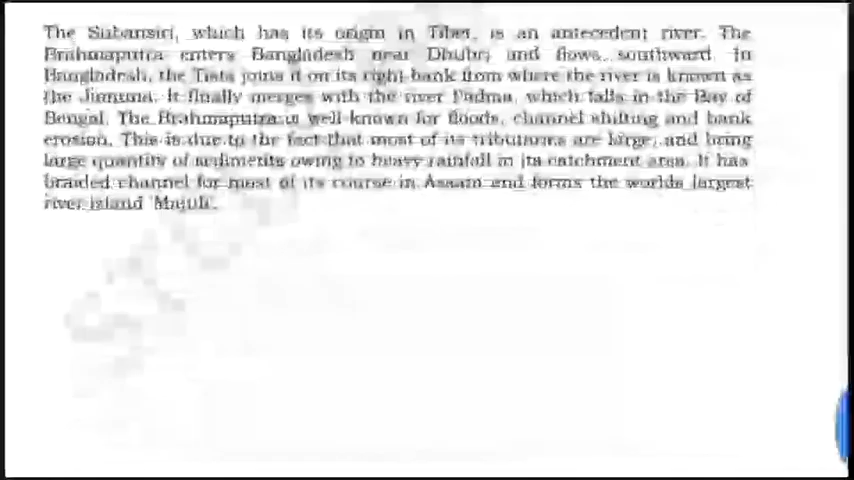 The Subansiri, which has its origin in Tibet, is an antecedent river. The
Brahmaputra enters Bangladesh near Dhubri and flows southward. In
Bangladesh, the Tista joins it on its right bank from where the river is known as
the Jamuna. It finally merges with the river Padma, which falls in the Bay of
Bengal. The Brahmaputra is well-known for floods, channel shifting and bank
erosion. This is due to the fact that most of its tributaries are large, and bring
large quantity of sediments owing to heavy rainfall in its catchment area. It has
braided channel for most of its course in Assam and forms the worlds largest
river island 'Majuli'.